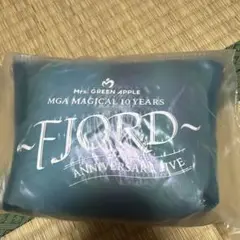 Mrs. GREEN APPLE
MGA MAGICAL 10 YEARS
~FJORD~
ANNIVERSARY LIVE